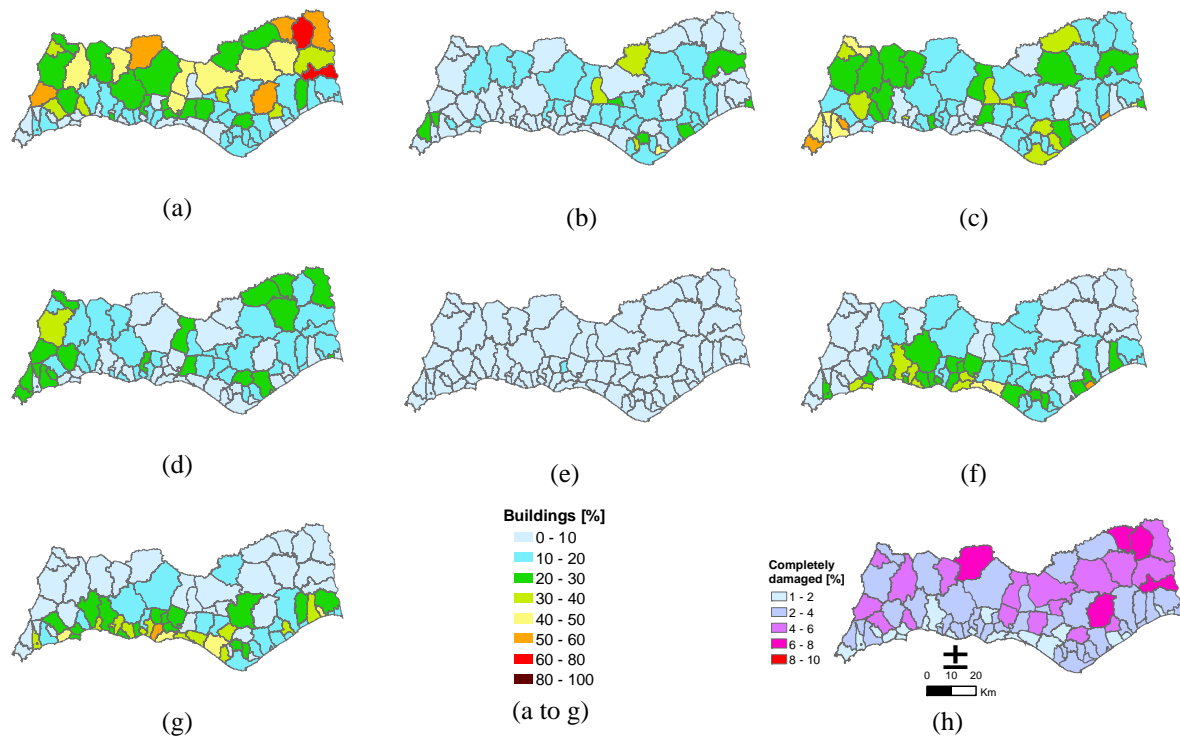 (a)
(b)
(c)
(d)
(e)
(f)
(g)
Buildings [%]
0 - 10
10 - 20
20 - 30
30 - 40
40 - 50
50 - 60
60 - 80
80 - 100
(a to g)
Completely
damaged [%]
1 - 2
2 - 4
4 - 6
6 - 8
8 - 10
0 10 20
Km
(h)